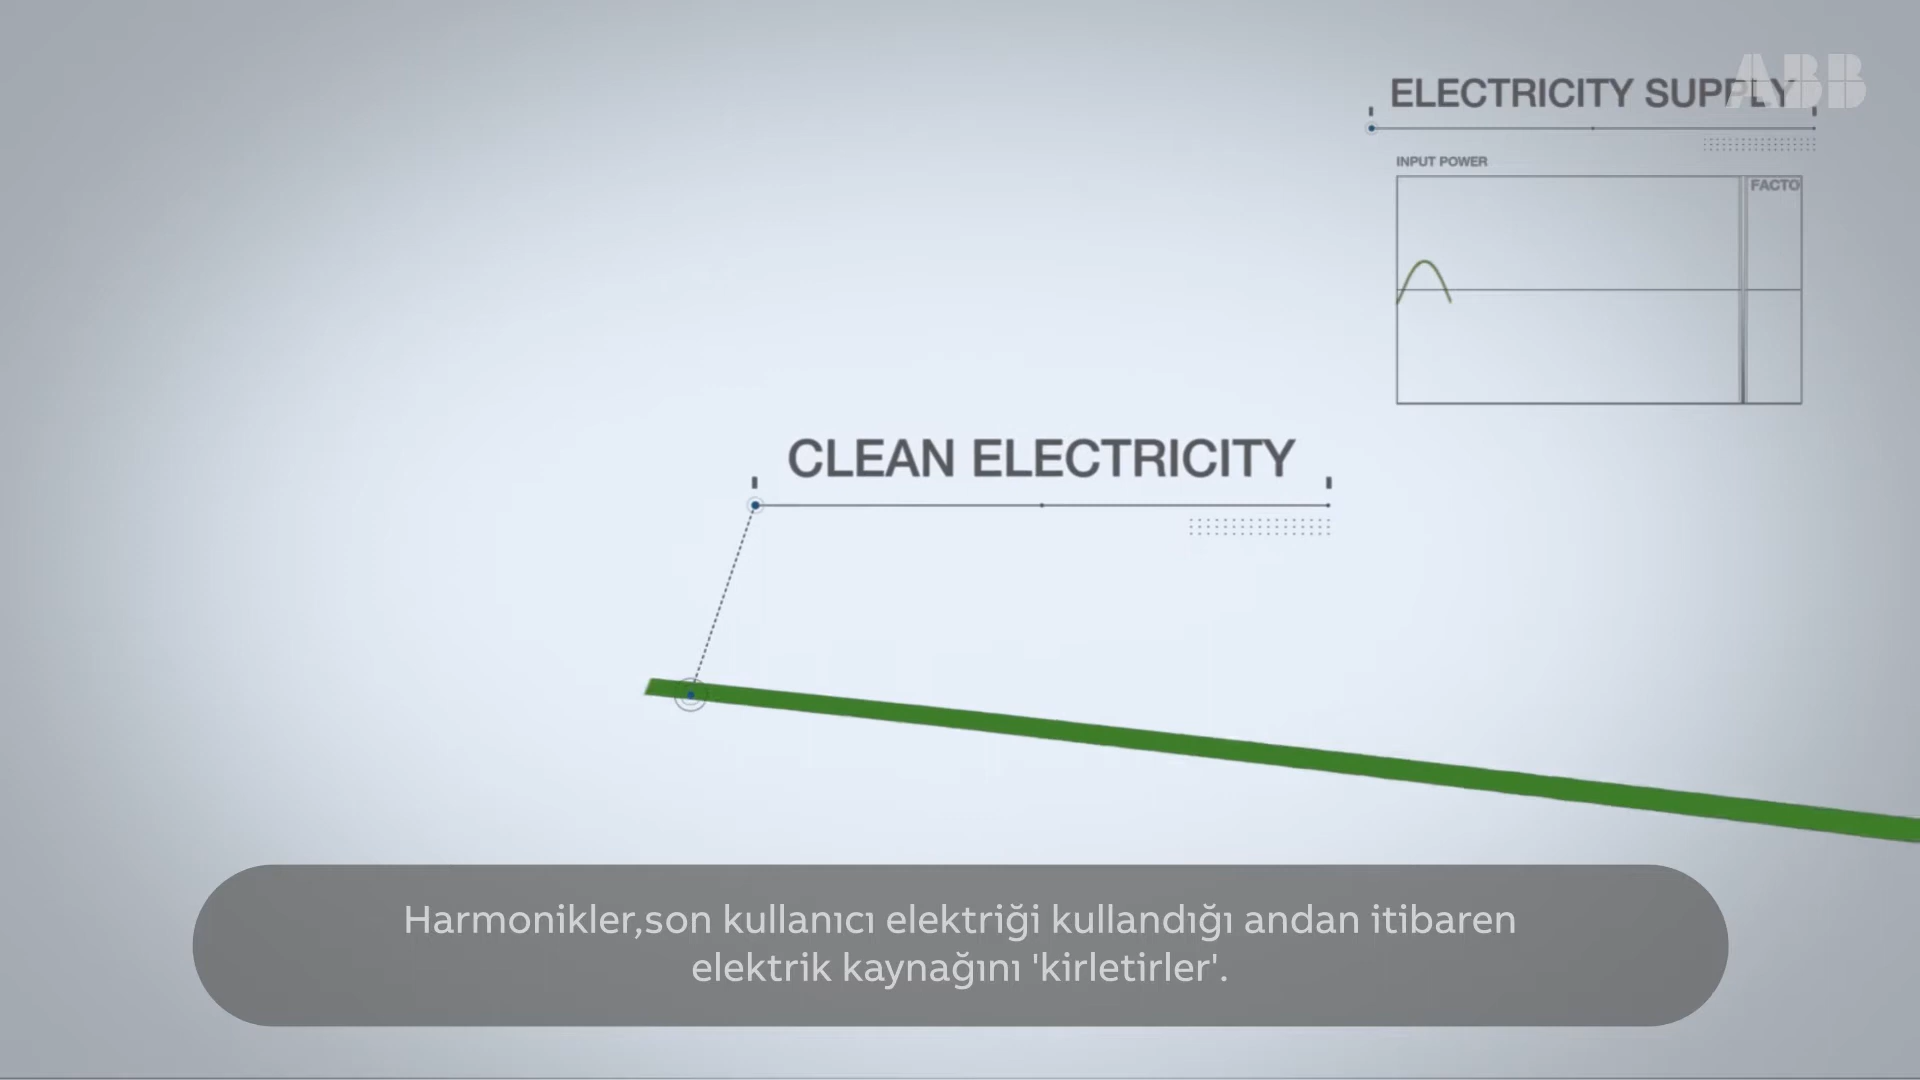 ABB
ELECTRICITY SUPPLY
INPUT POWER
FACTO
CLEAN ELECTRICITY
Harmonikler,son kullanıcı elektriği kullandığı andan itibaren
elektrik kaynağını 'kirletirler'.